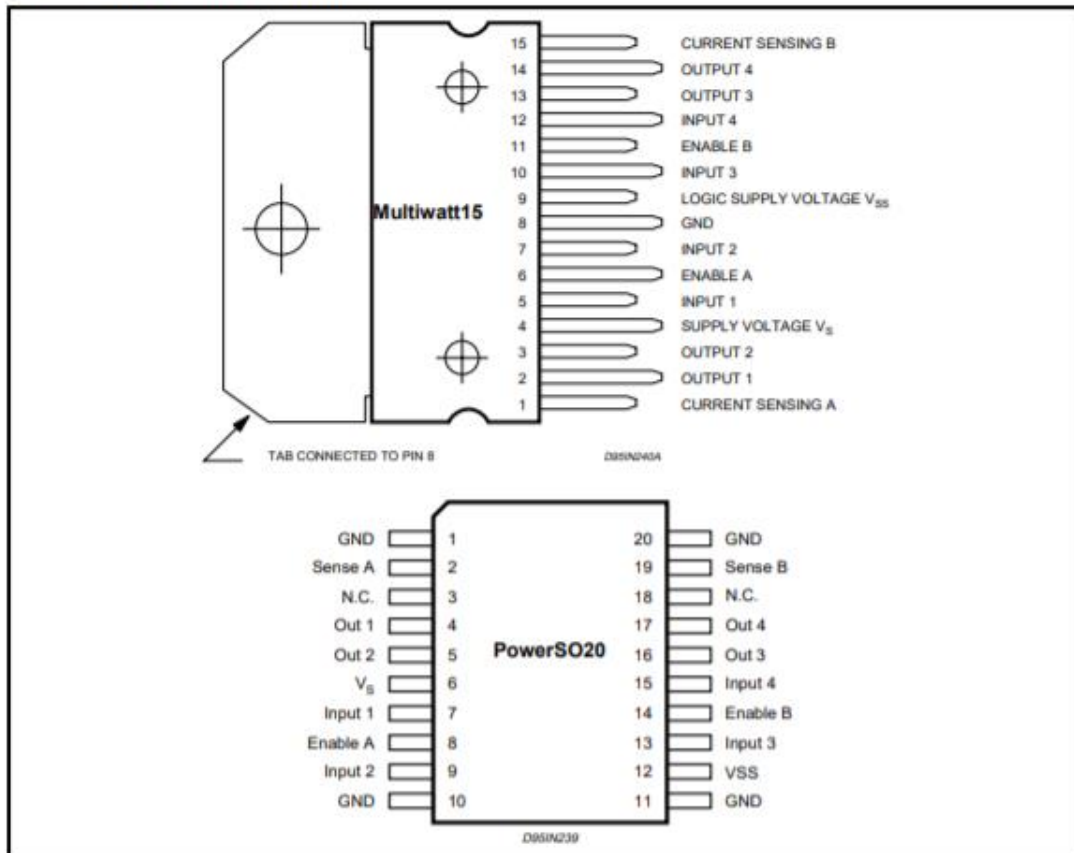 15 CURRENT SENSING B
14 OUTPUT 4
13 OUTPUT 3
12 INPUT 4
11 ENABLE B
10 INPUT 3
9 LOGIC SUPPLY VOLTAGE VSS
Multiwatt15
8 GND
7 INPUT 2
6 ENABLE A
5 INPUT 1
4 SUPPLY VOLTAGE VS
3 OUTPUT 2
2 OUTPUT 1
1 CURRENT SENSING A
TAB CONNECTED TO PIN 8
D95IN240A
GND 1 20 GND
Sense A 2 19 Sense B
N.C. 3 18 N.C.
Out 1 4 17 Out 4
Out 2 5 PowerSO20 16 Out 3
VS 6 15 Input 4
Input 1 7 14 Enable B
Enable A 8 13 Input 3
Input 2 9 12 VSS
GND 10 11 GND
D95IN239